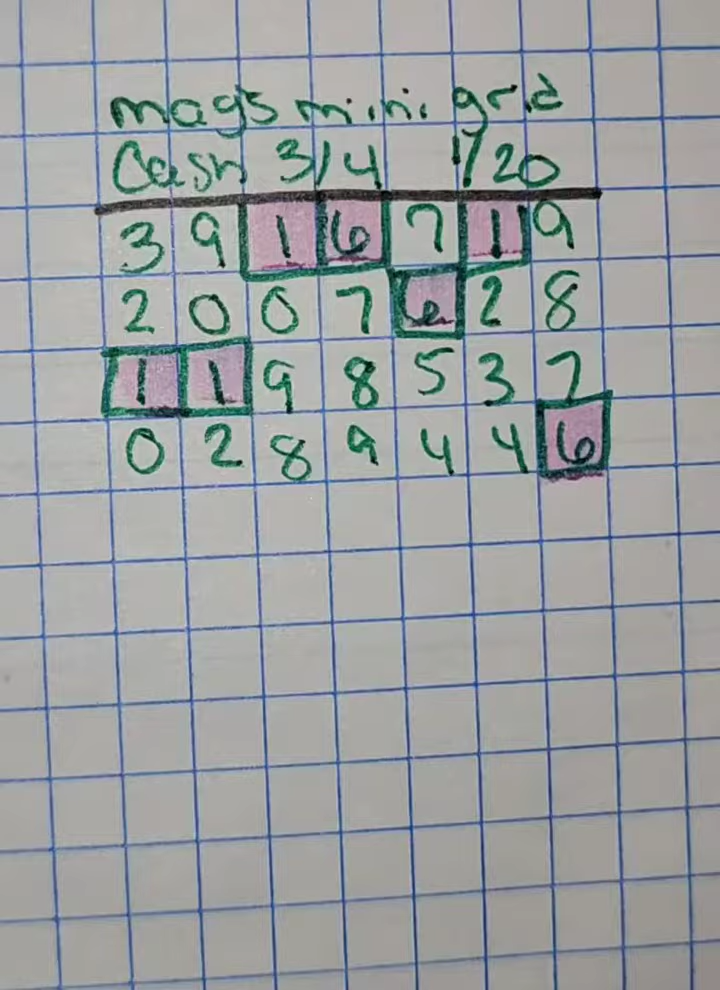 mag's mini grid
Cash 3/4 1/20
3 9 1 6 7 1 9
2 0 0 7 6 2 8
1 1 9 8 5 3 7
0 2 8 9 4 4 6